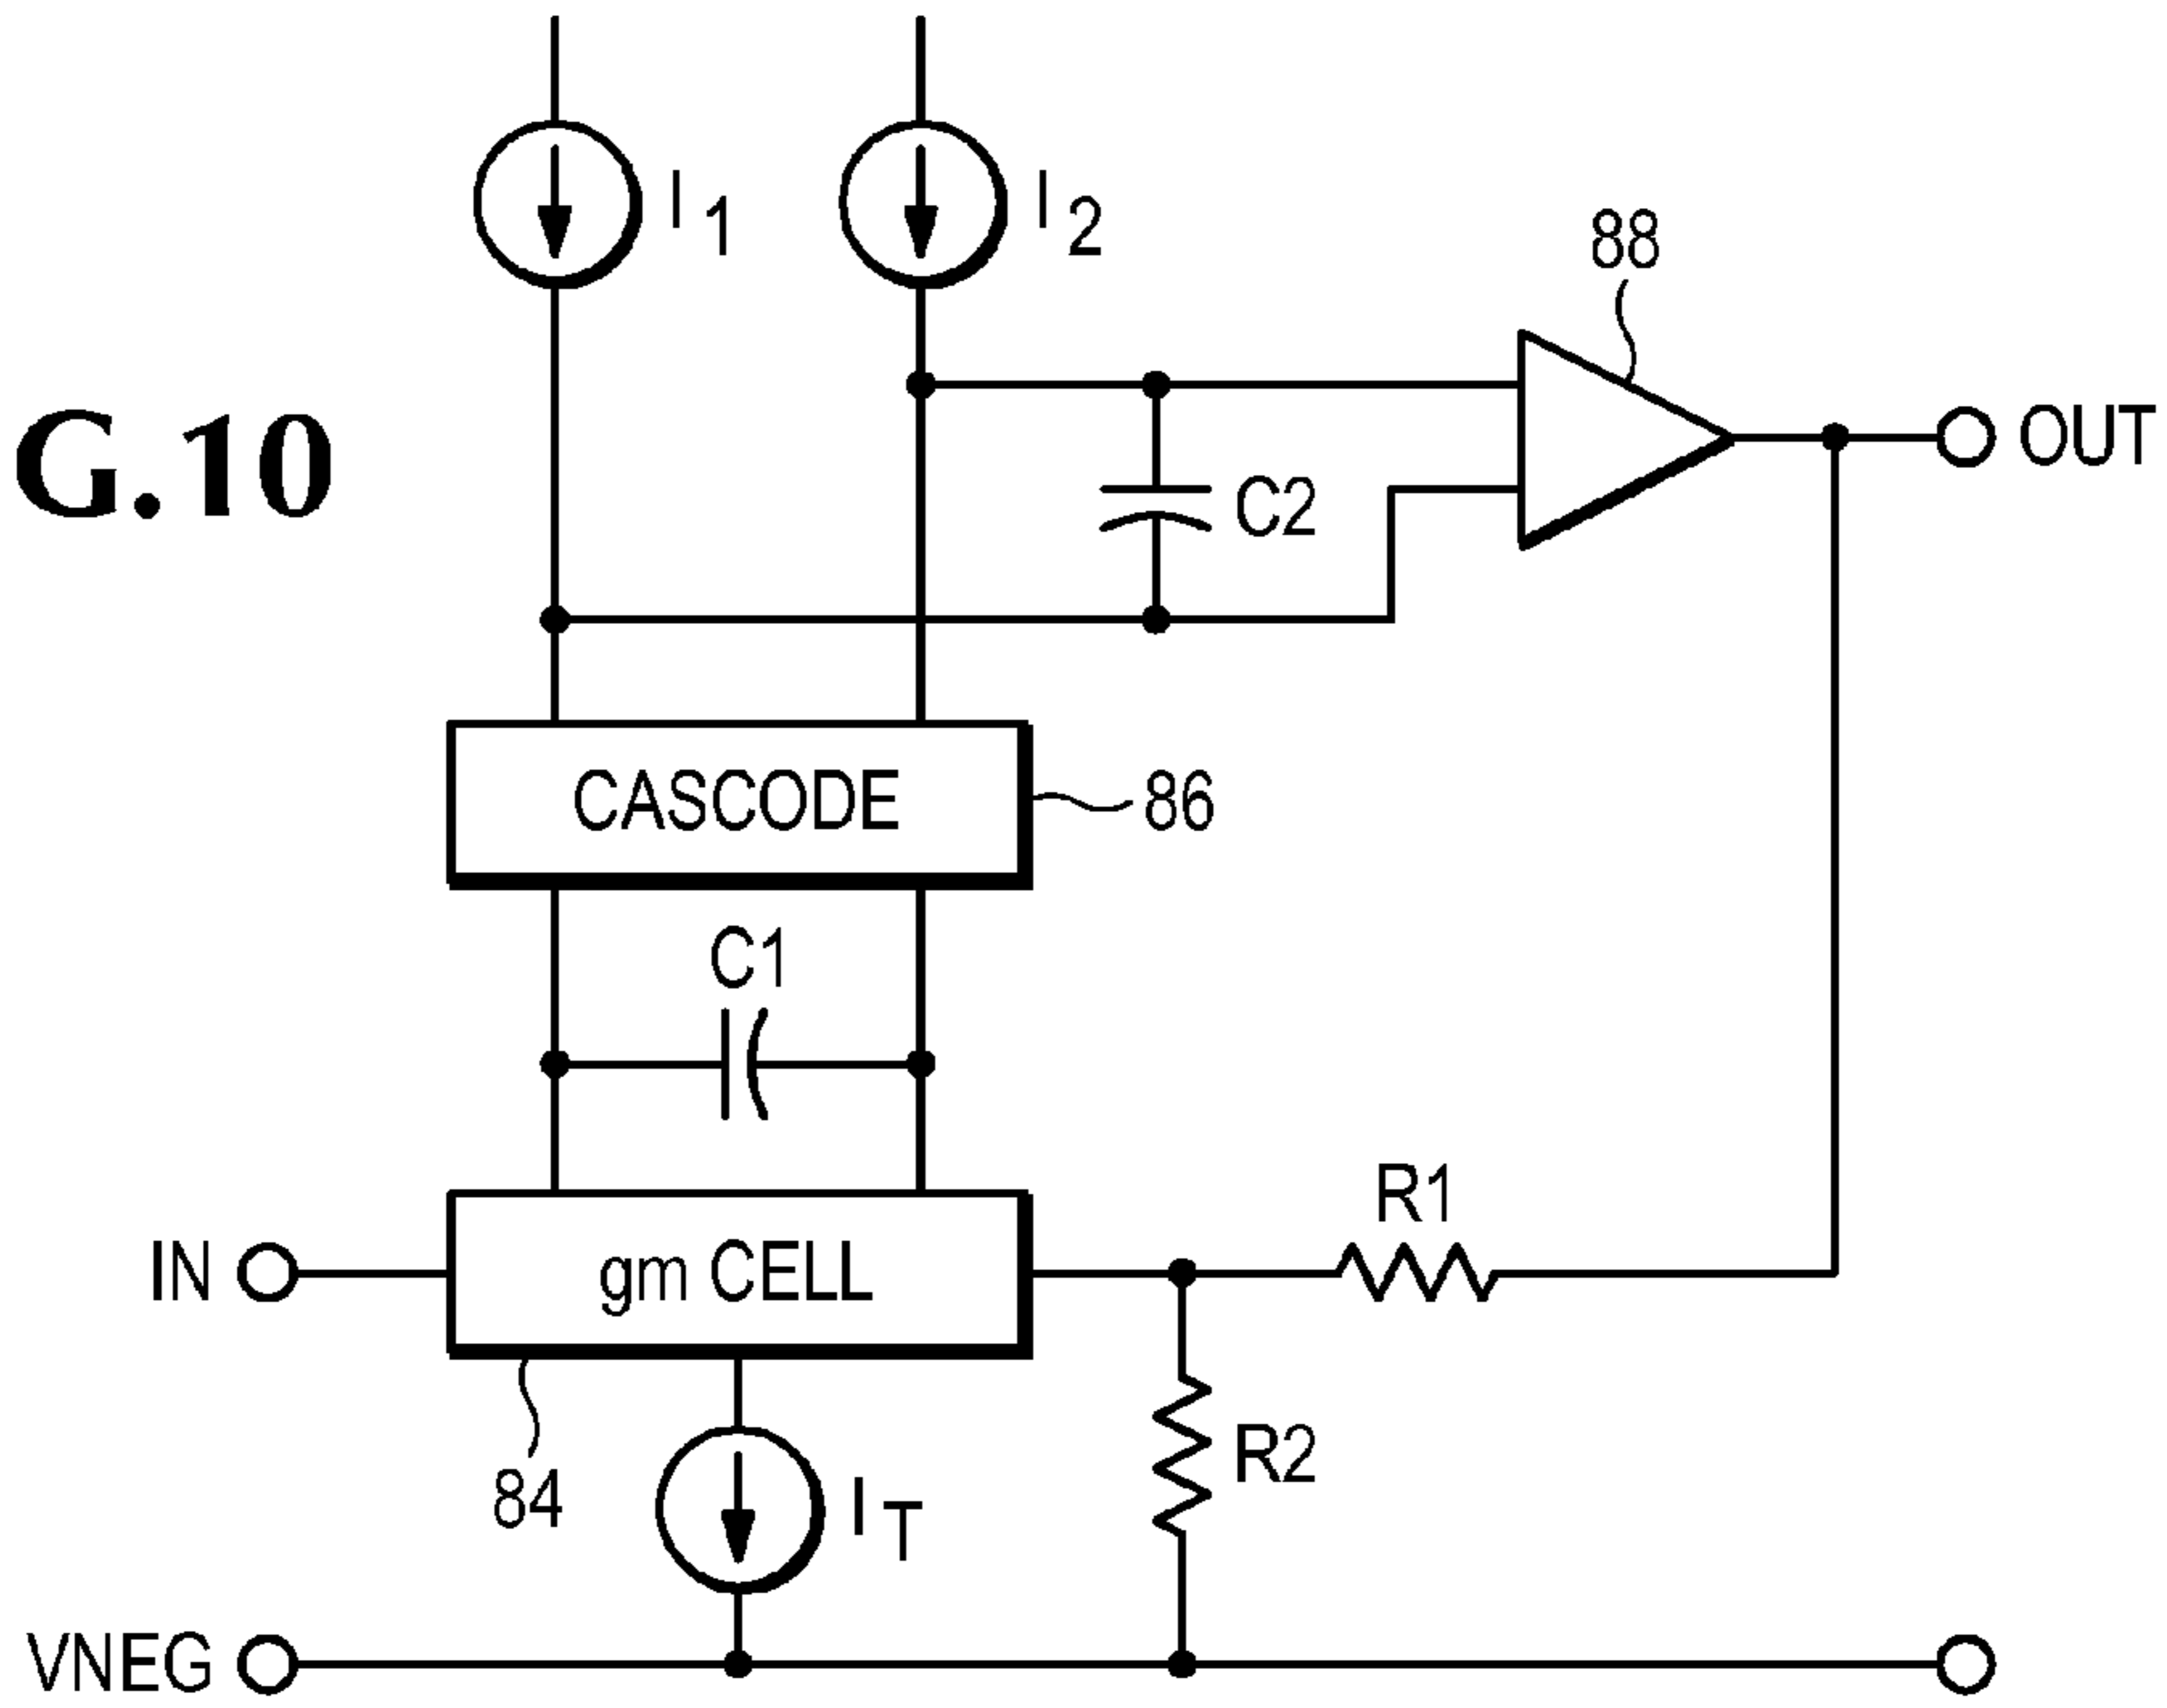 I1
I2
88
G.10
OUT
C2
CASCODE
86
C1
R1
IN
gm CELL
R2
84
IT
VNEG